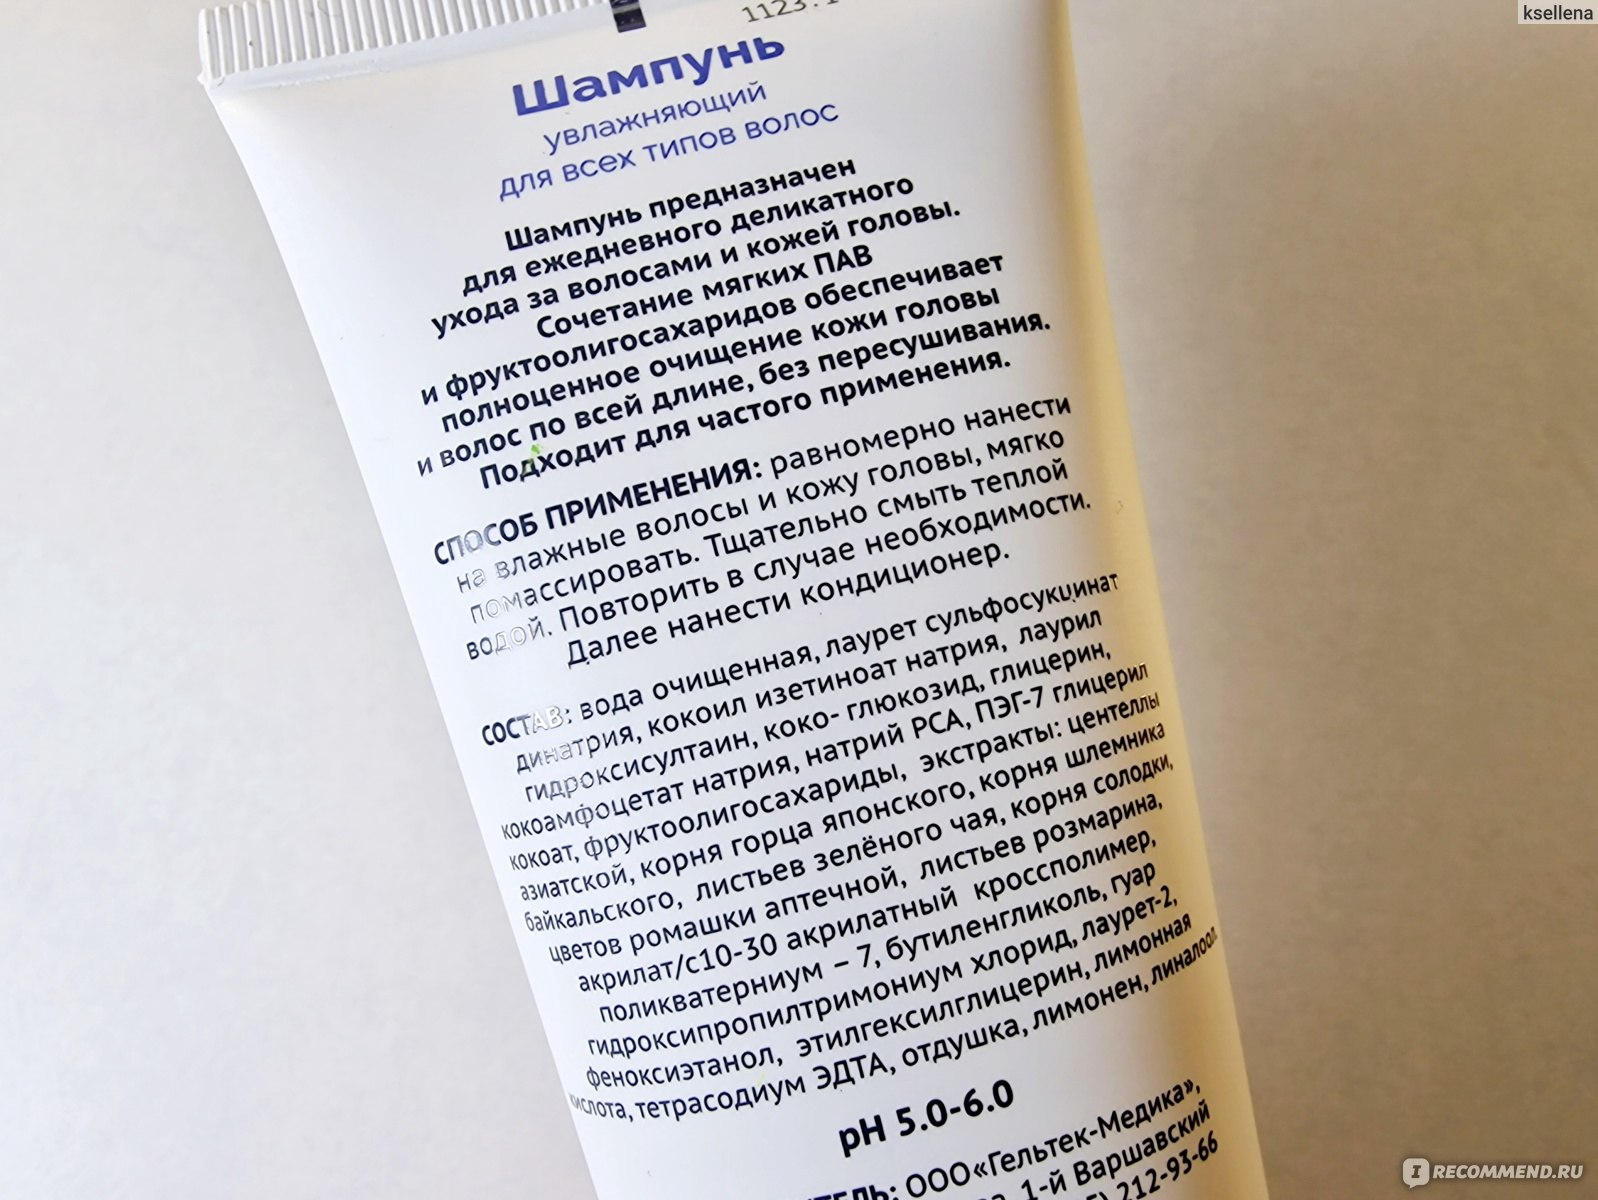 ksellena
1123.1
Шампунь
увлажняющий
для всех типов волос
Шампунь предназначен
для ежедневного деликатного
ухода за волосами и кожей головы.
Сочетание мягких ПАВ
и фруктоолигосахаридов обеспечивает
полноценное очищение кожи головы
и волос по всей длине, без пересушивания.
Подходит для частого применения.
СПОСОБ ПРИМЕНЕНИЯ: равномерно нанести
на влажные волосы и кожу головы, мягко
помассировать. Тщательно смыть теплой
водой. Повторить в случае необходимости.
Далее нанести кондиционер.
СОСТАВ: вода очищенная, лаурет сульфосукцинат
динатрия, кокоил изетиноат натрия, лаурил
гидроксисултаин, коко- глюкозид, глицерин,
кокоамфоцетат натрия, натрий PCA, ПЭГ-7 глицерил
кокоат, фруктоолигосахариды, экстракты: центеллы
азиатской, корня горца японского, корня шлемника
байкальского, листьев зелёного чая, корня солодки,
цветов ромашки аптечной, листьев розмарина,
акрилат/с10-30 акрилатный кроссполимер,
поликватерниум – 7, бутиленгликоль, гуар
гидроксипропилтримониум хлорид, лаурет-2,
феноксиэтанол, этилгексилглицерин, лимонная
кислота, тетрасодиум ЭДТА, отдушка, лимонен, линалоол.
pH 5.0-6.0
ООО «Гельтек-Медика»,
1-й Варшавский
212-93-66
IRECOMMEND.RU